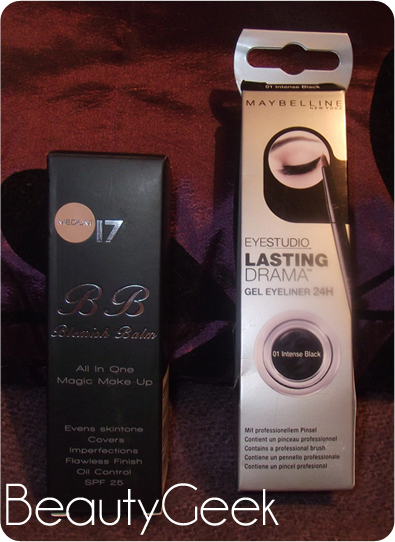 MEDIUM
17
BB
Blemish Balm
All In One
Magic Make-Up
Evens skintone
Covers
Imperfections
Flawless Finish
Oil Control
SPF 25
01 Intense Black
MAYBELLINE
NEW YORK
EYESTUDIO
LASTING
DRAMA™
GEL EYELINER 24H
01 Intense Black
Mit professionellem Pinsel
Contient un pinceau professionnel
Contains a professional brush
Contiene un pennello professionale
Contiene un pincel profesional
BeautyGeek